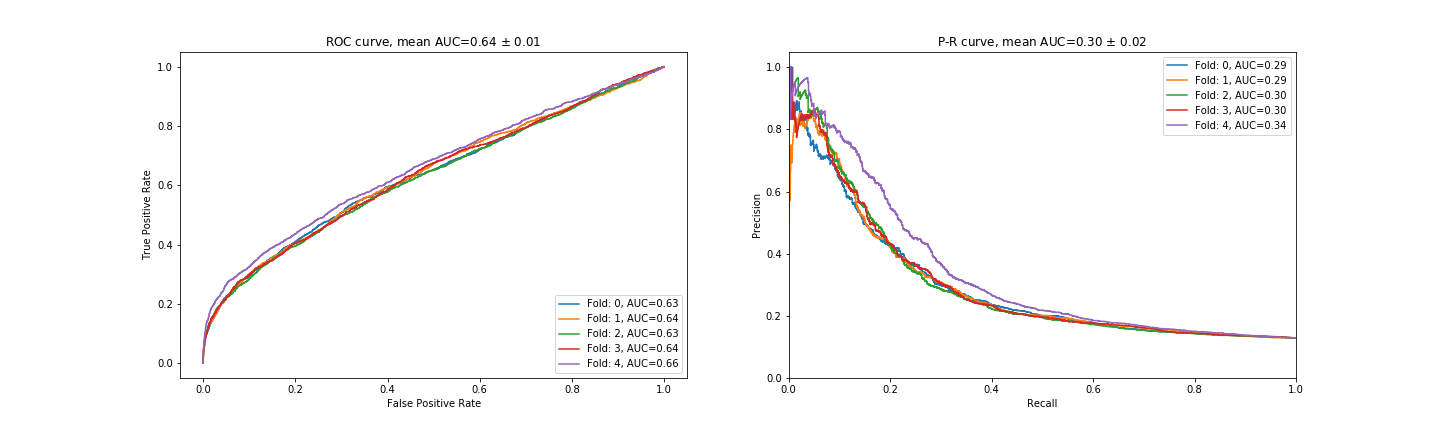 ROC curve, mean AUC=0.64 ± 0.01
True Positive Rate
1.0
0.8
0.6
0.4
0.2
0.0
0.0 0.2 0.4 0.6 0.8 1.0
False Positive Rate
Fold: 0, AUC=0.63
Fold: 1, AUC=0.64
Fold: 2, AUC=0.63
Fold: 3, AUC=0.64
Fold: 4, AUC=0.66
P-R curve, mean AUC=0.30 ± 0.02
Precision
1.0
0.8
0.6
0.4
0.2
0.0
0.0 0.2 0.4 0.6 0.8 1.0
Recall
Fold: 0, AUC=0.29
Fold: 1, AUC=0.29
Fold: 2, AUC=0.30
Fold: 3, AUC=0.30
Fold: 4, AUC=0.34